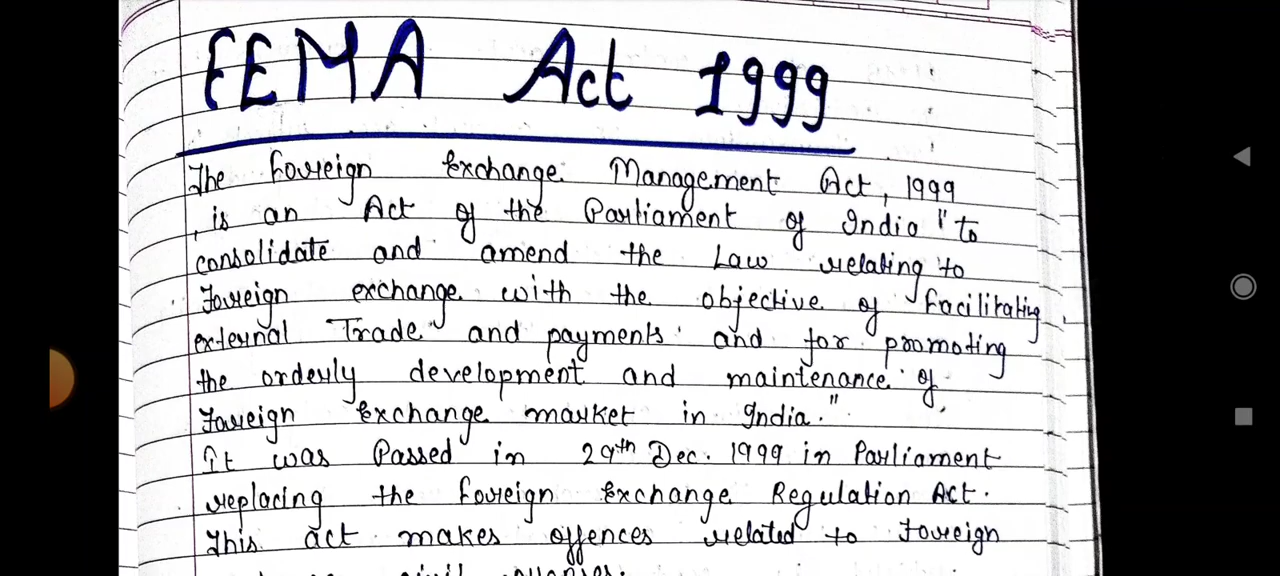 FEMA Act 1999
The Foreign Exchange Management Act, 1999
is an Act of the Parliament of India "to
consolidate and amend the Law relating to
Foreign exchange with the objective of facilitating
external Trade and payments and for promoting
the orderly development and maintenance of
Foreign Exchange market in India."
It was Passed in 29th Dec. 1999 in Parliament
replacing the Foreign Exchange Regulation Act.
This act makes offences related to Foreign
civil